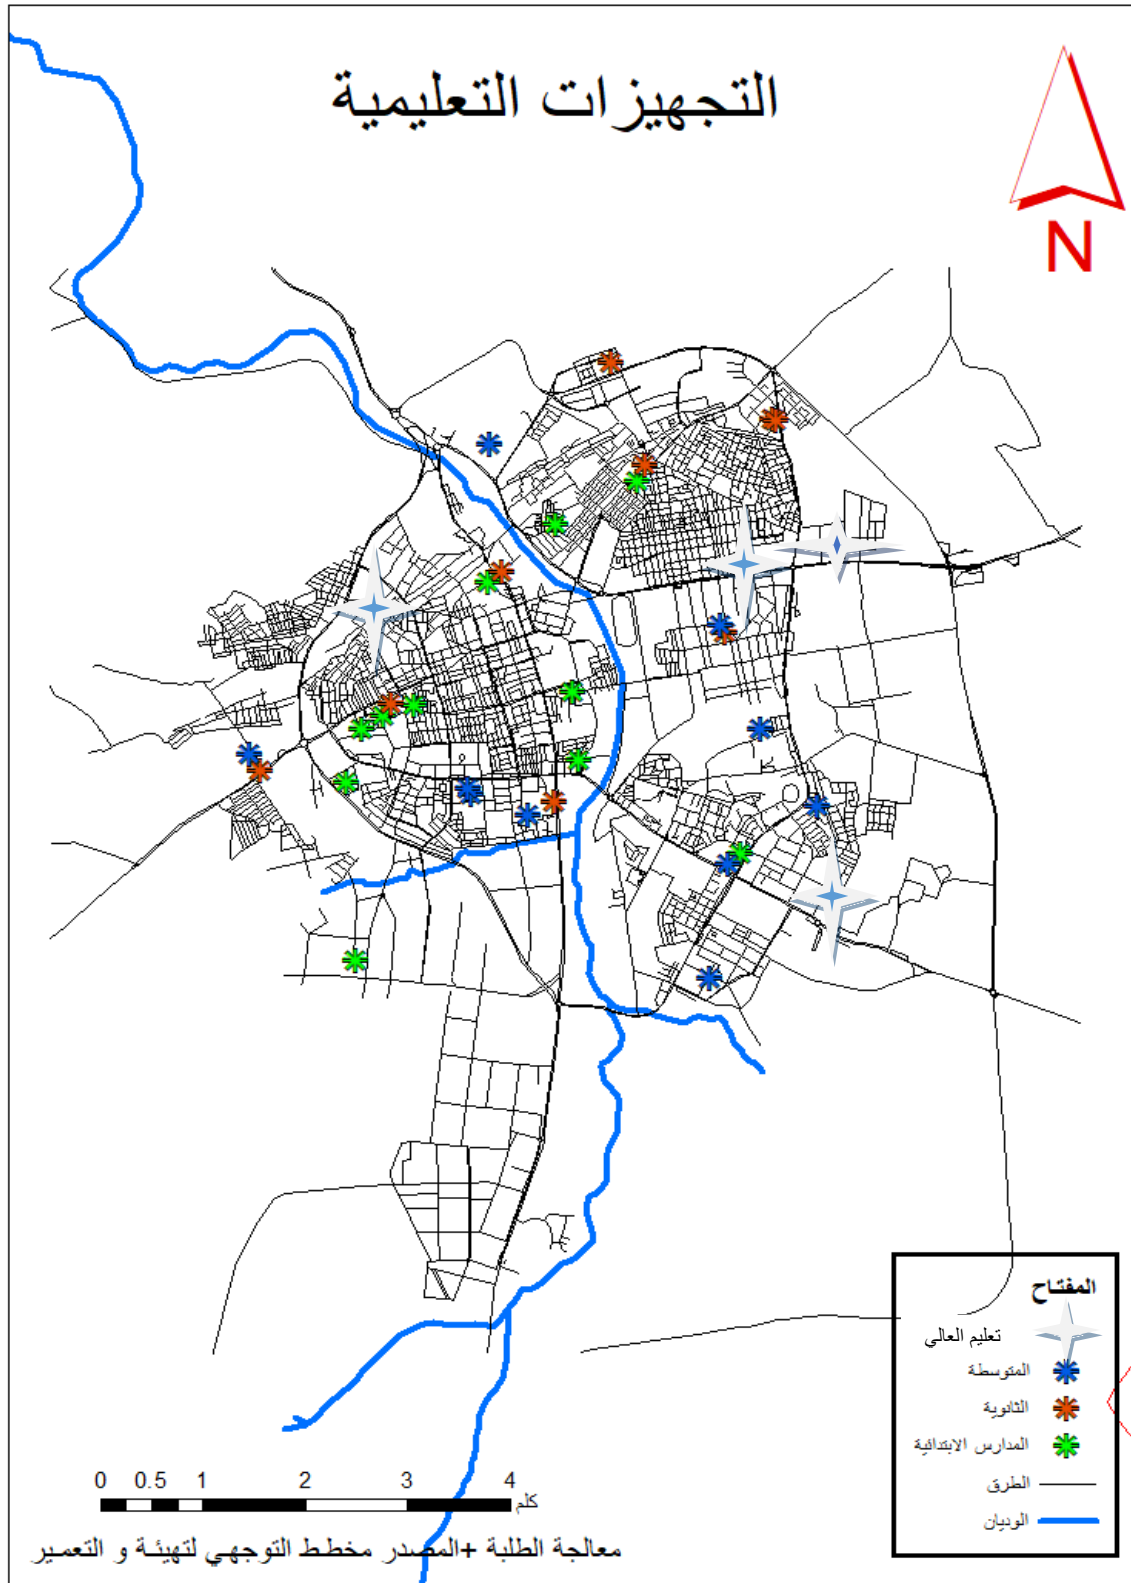 التجهيزات التعليمية
N
المفتاح
تعليم العالي
المتوسطة
الثانوية
المدارس الابتدائية
الطرق
الوديان
0 0.5 1 2 3 4
كلم
معالجة الطلبة +المصدر مخطط التوجهي لتهيئة و التعمير